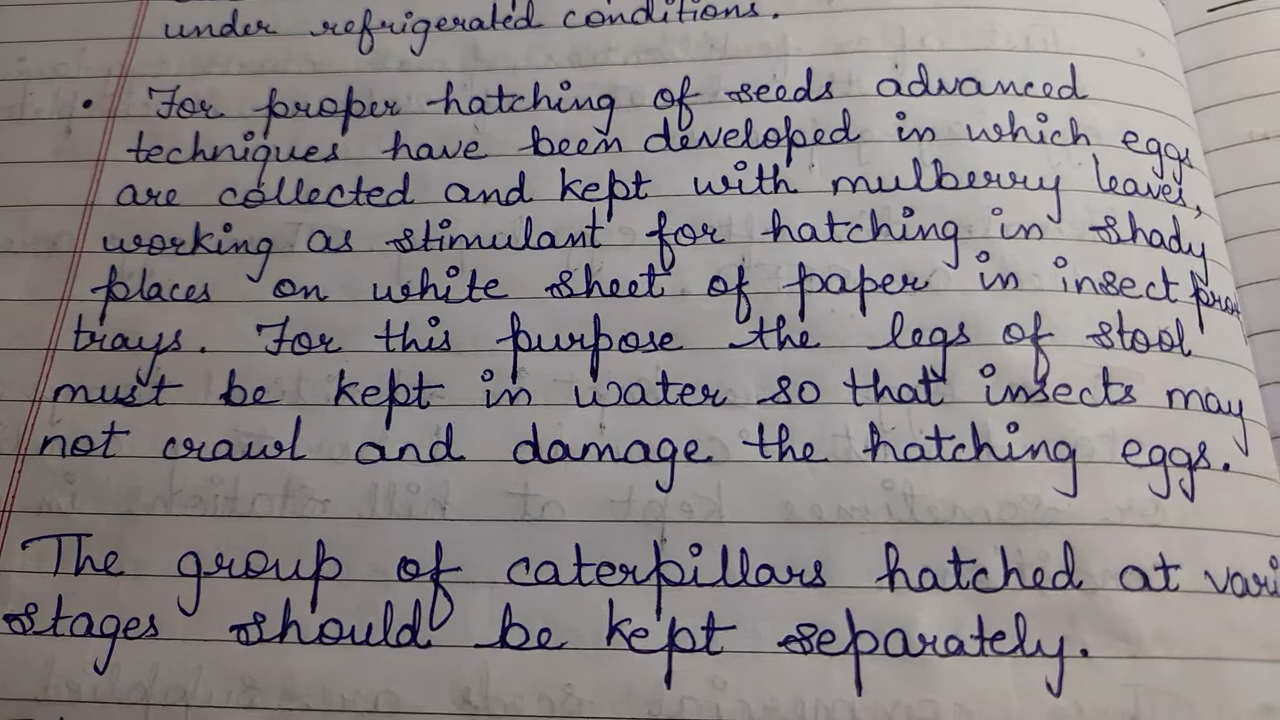 under refrigerated conditions.
• For proper hatching of seeds advanced
techniques have been developed in which eggs
are collected and kept with mulberry leaves,
working as stimulant for hatching in shady
places on white sheet of paper in insect
trays. For this purpose the legs of stool
must be kept in water so that insects may
not crawl and damage the hatching eggs.
The group of caterpillars hatched at
stages should be kept separately.